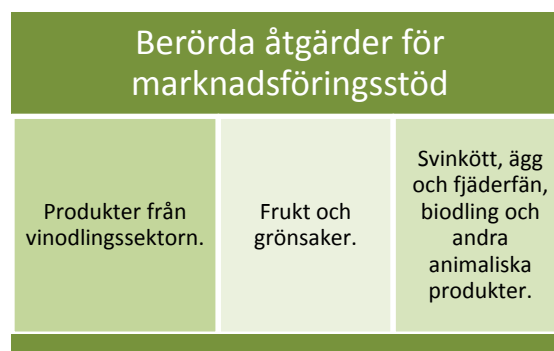 Berörda åtgärder för
marknadsföringsstöd
Produkter från
vinodlingssektorn.
Frukt och
grönsaker.
Svinkött, ägg
och fjäderfän,
biodling och
andra
animaliska
produkter.